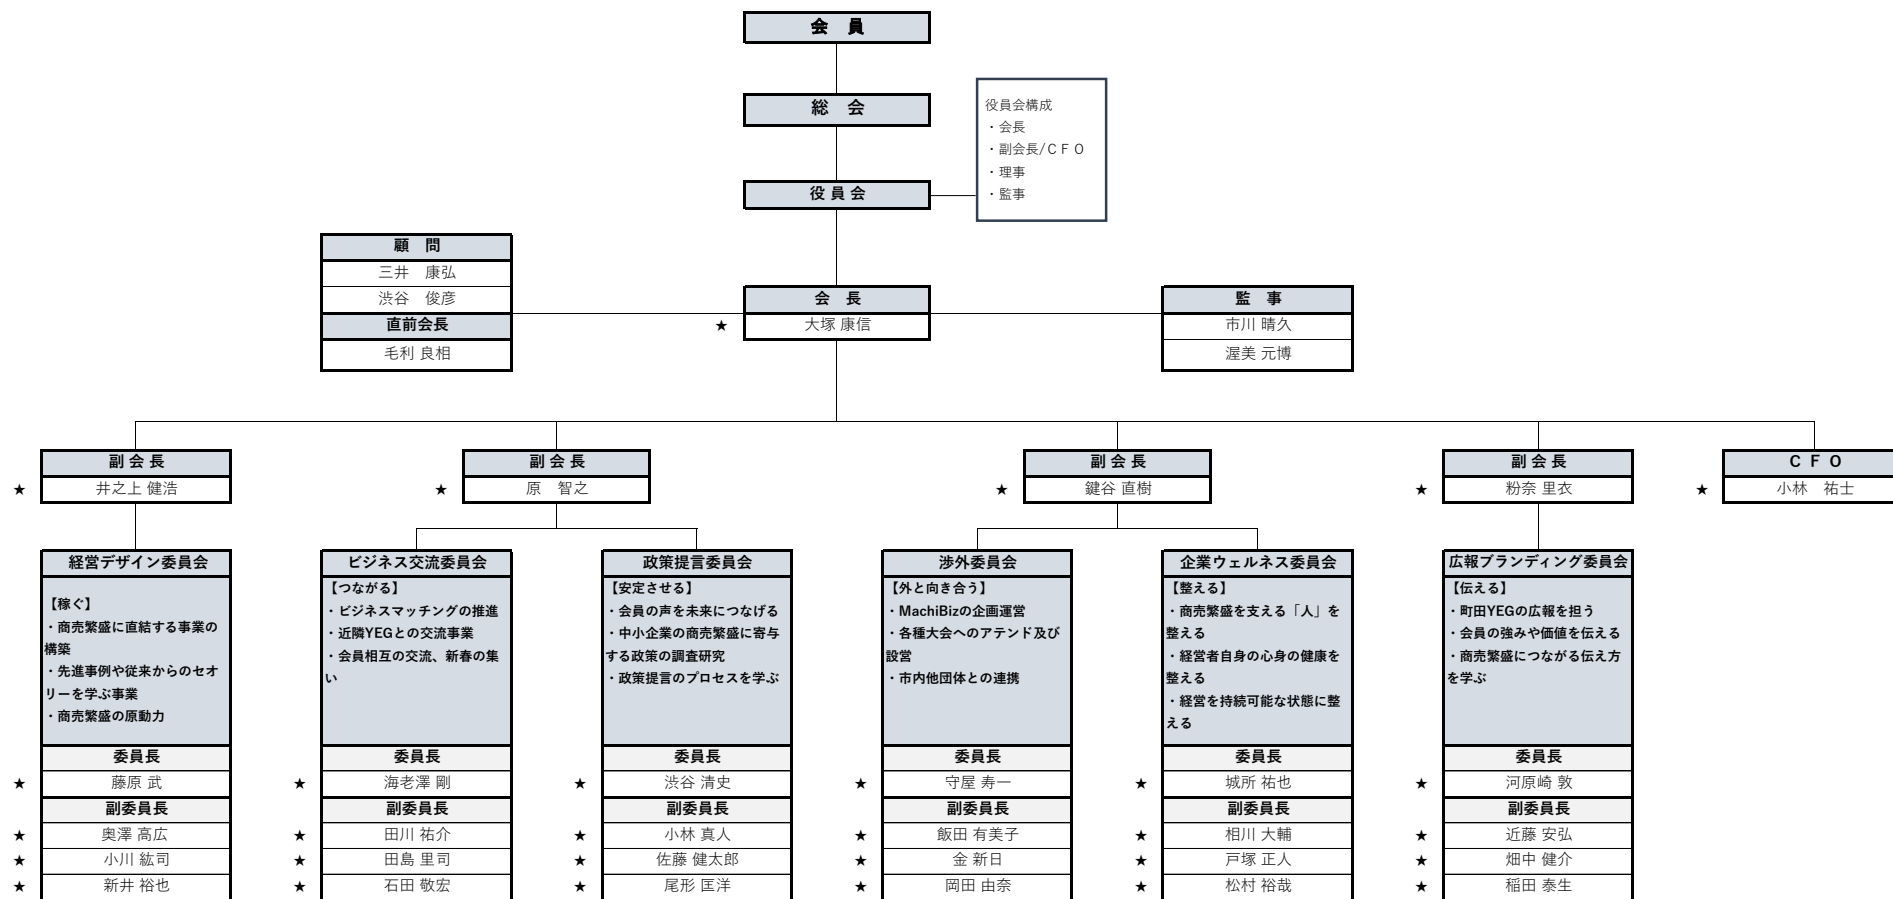 会　員
総　会
役員会構成
・会長
・副会長/ＣＦＯ
・理事
・監事
役 員 会
顧　問
三井　康弘
渋谷　俊彦
直前会長
毛利 良相
会　長
★ 大塚 康信
監　事
市川 晴久
渥美 元博
副 会 長
★ 井之上 健浩
副 会 長
★ 原　智之
副 会 長
★ 鍵谷 直樹
副 会 長
★ 粉奈 里衣
ＣＦＯ
★ 小林　祐士
経営デザイン委員会
【稼ぐ】
・商売繁盛に直結する事業の
構築
・先進事例や従来からのセオ
リーを学ぶ事業
・商売繁盛の原動力
委員長
★ 藤原 武
副委員長
★ 奥澤 高広
★ 小川 紘司
★ 新井 裕也
ビジネス交流委員会
【つながる】
・ビジネスマッチングの推進
・近隣YEGとの交流事業
・会員相互の交流、新春の集
い
委員長
★ 海老澤 剛
副委員長
★ 田川 祐介
★ 田島 里司
★ 石田 敬宏
政策提言委員会
【安定させる】
・会員の声を未来につなげる
・中小企業の商売繁盛に寄与
する政策の調査研究
・政策提言のプロセスを学ぶ
委員長
★ 渋谷 清史
副委員長
★ 小林 真人
★ 佐藤 健太郎
★ 尾形 匡洋
渉外委員会
【外と向き合う】
・MachiBizの企画運営
・各種大会へのアテンド及び
設営
・市内他団体との連携
委員長
★ 守屋 寿一
副委員長
★ 飯田 有美子
★ 金 新日
★ 岡田 由奈
企業ウェルネス委員会
【整える】
・商売繁盛を支える「人」を
整える
・経営者自身の心身の健康を
整える
・経営を持続可能な状態に整
える
委員長
★ 城所 祐也
副委員長
★ 相川 大輔
★ 戸塚 正人
★ 松村 裕哉
広報ブランディング委員会
【伝える】
・町田YEGの広報を担う
・会員の強みや価値を伝える
・商売繁盛につながる伝え方
を学ぶ
委員長
★ 河原崎 敦
副委員長
★ 近藤 安弘
★ 畑中 健介
★ 稲田 泰生